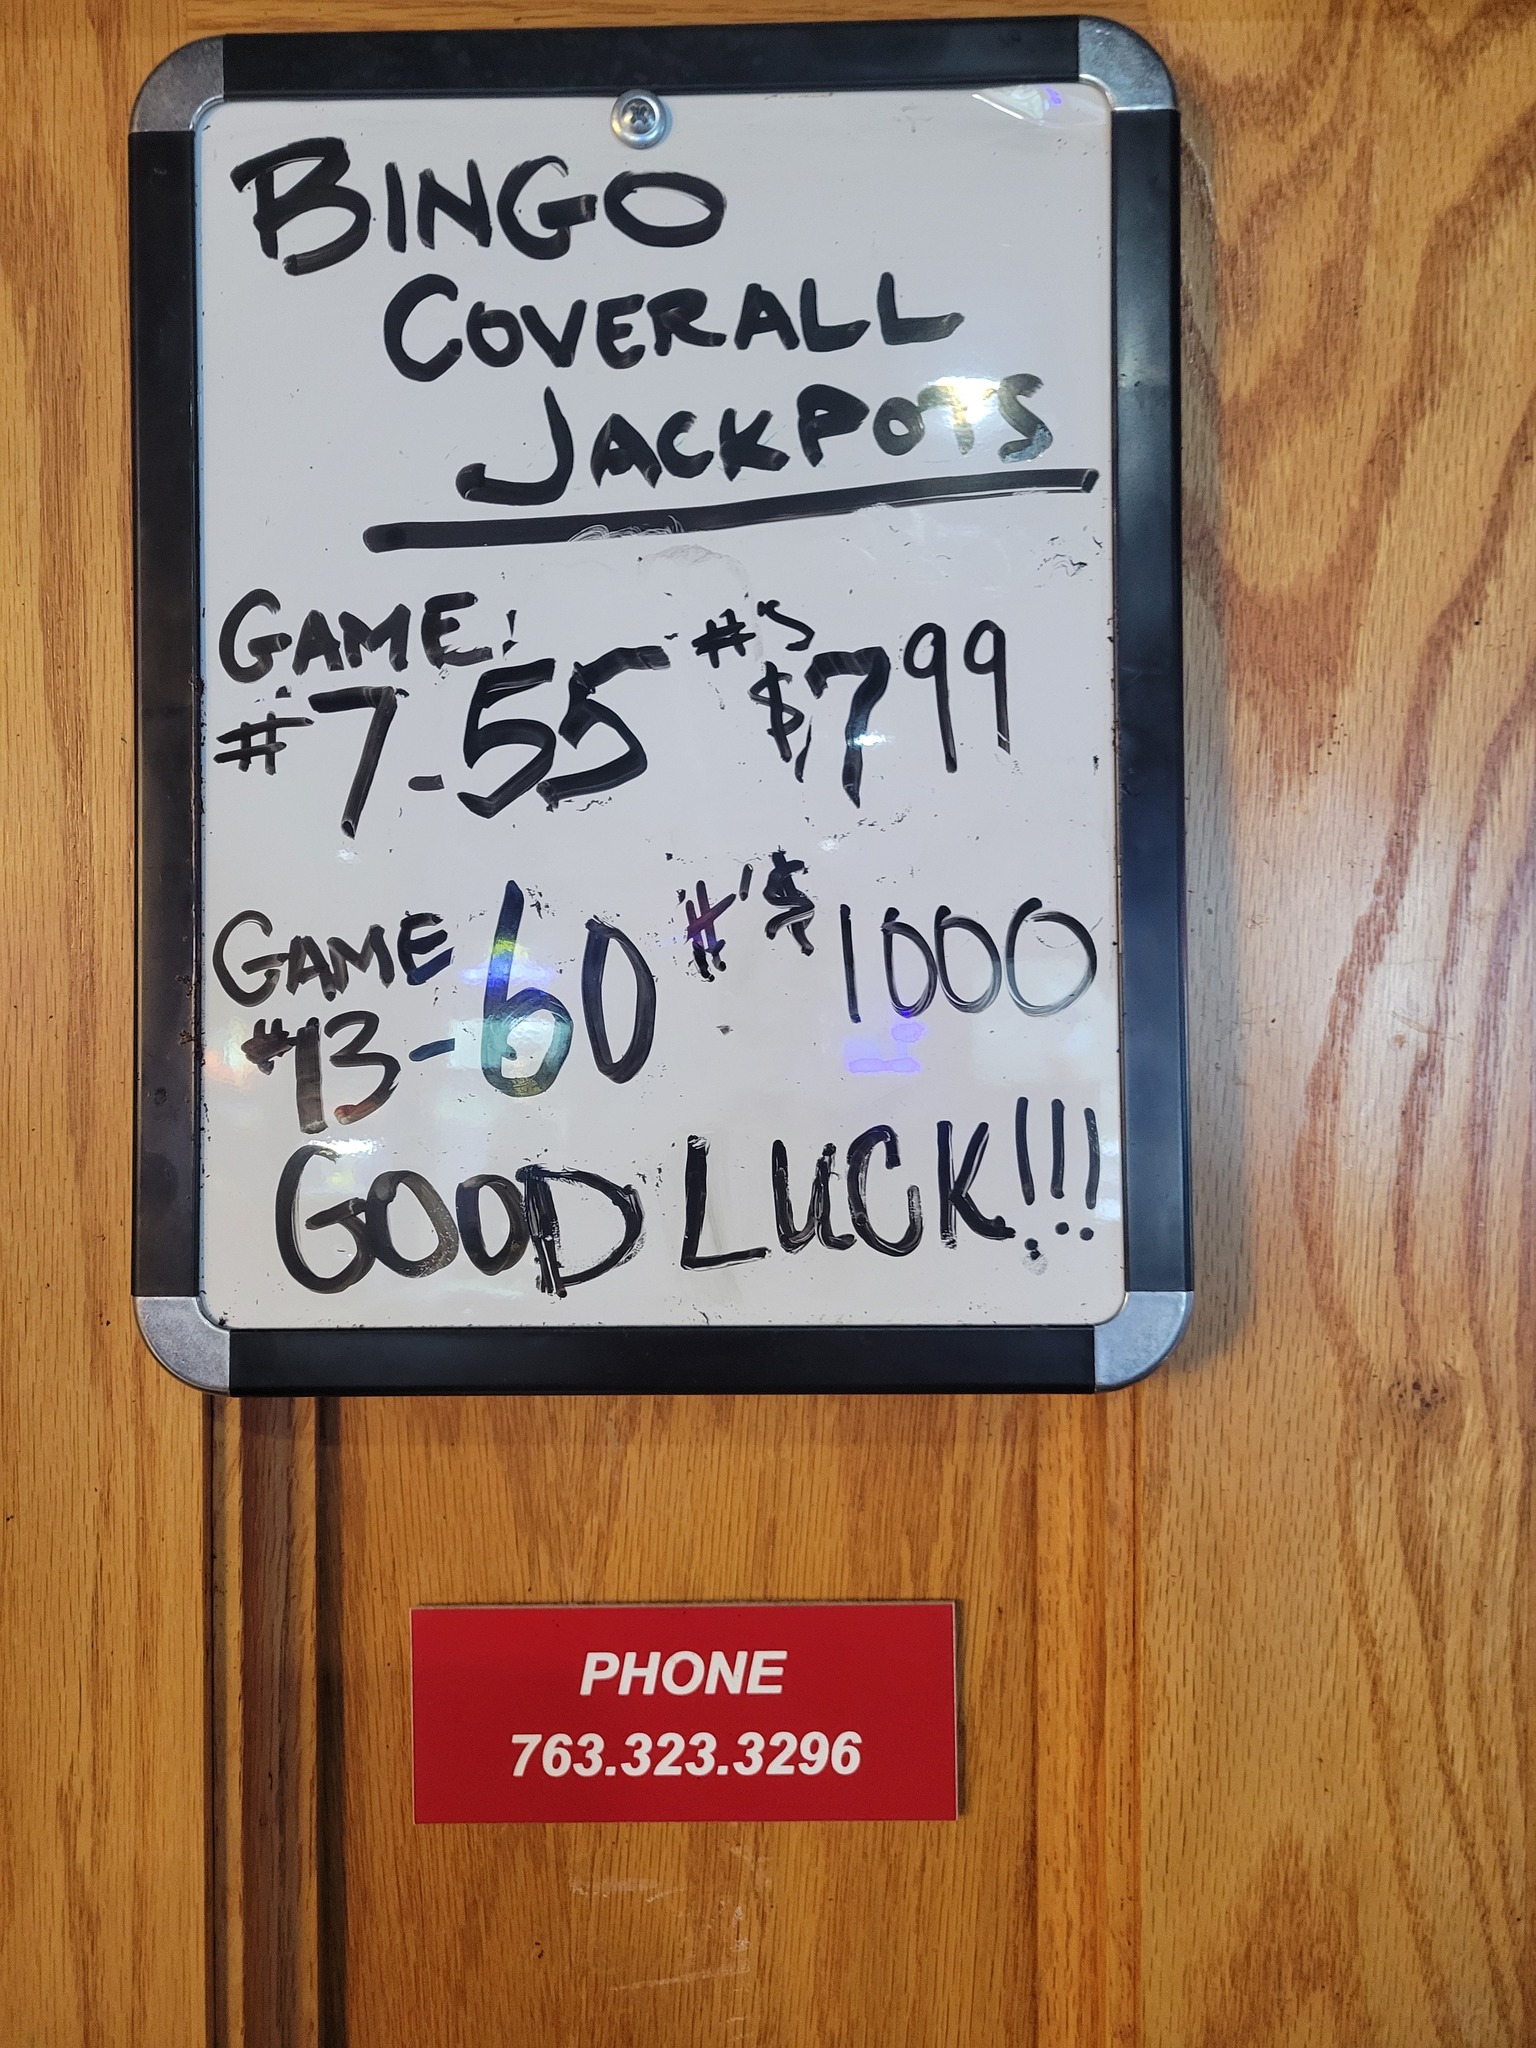 BINGO
COVERALL
JACKPOTS
GAME: #'S
#7-55 $799
GAME 60 #'$ 1000
#13-
GOOD LUCK!!!
PHONE
763.323.3296